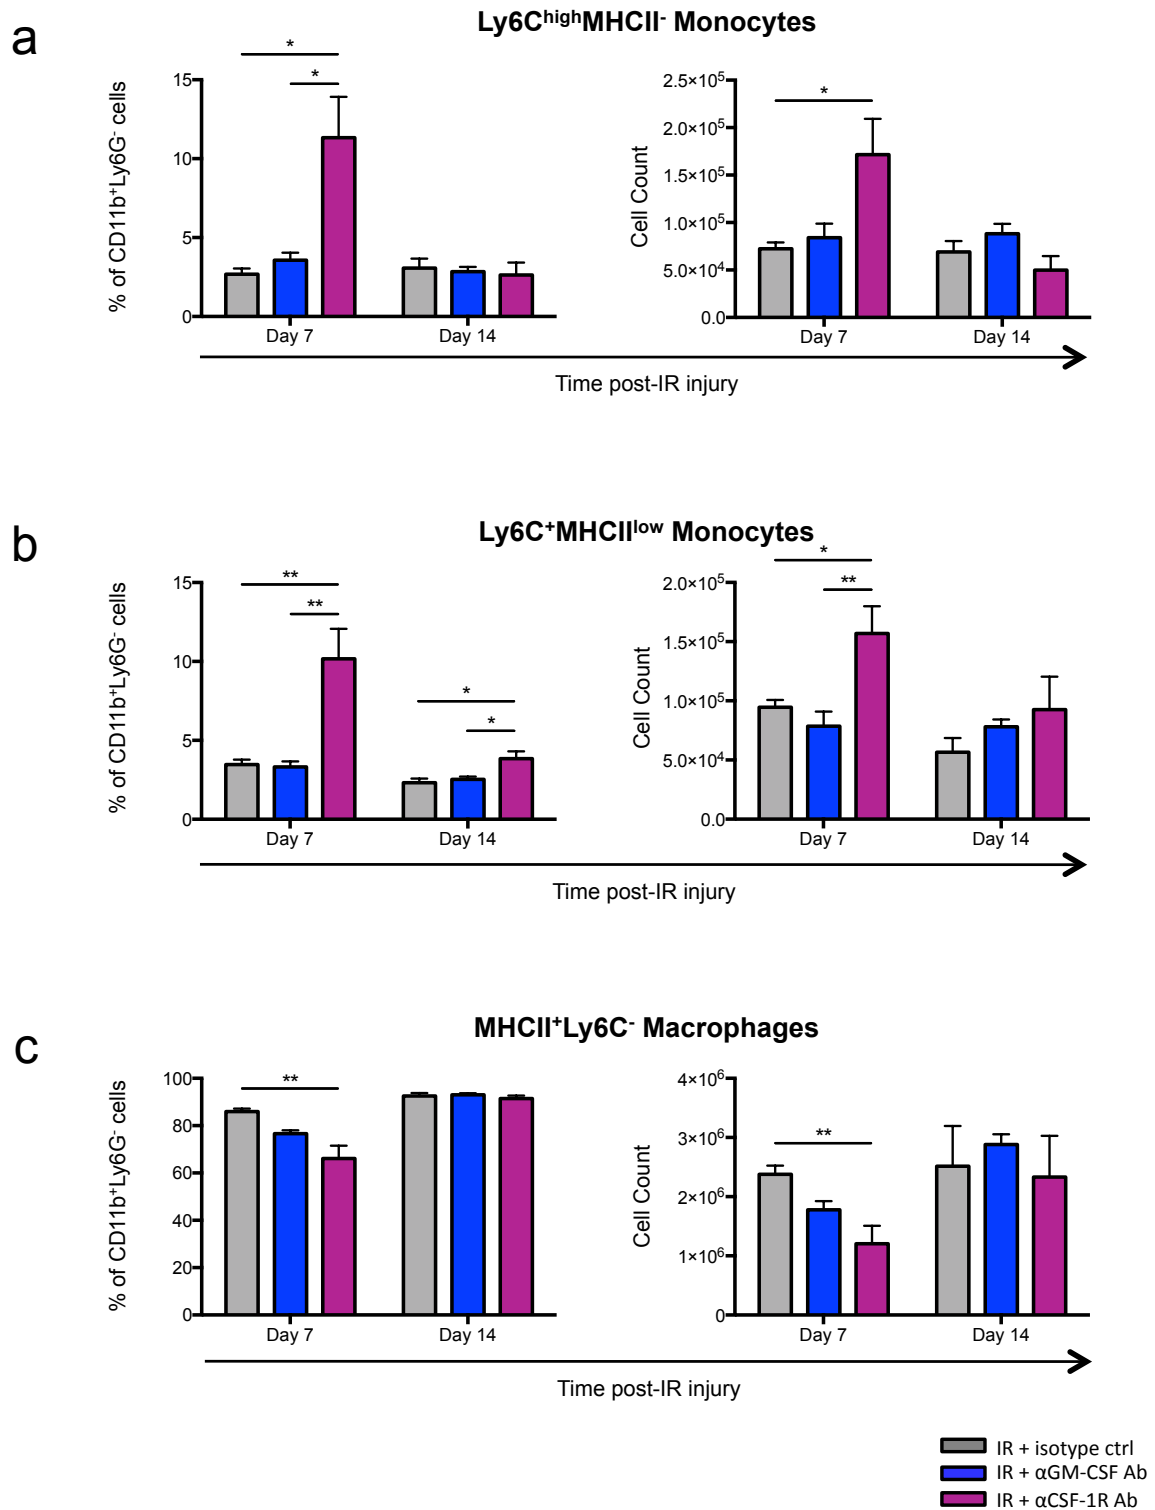 a
Ly6C^high MHCII^- Monocytes
% of CD11b^+Ly6G^- cells
15
10
5
0
*
*
Day 7
Day 14
Cell Count
2.5×10^5
2.0×10^5
1.5×10^5
1.0×10^5
5.0×10^4
0.0
*
Day 7
Day 14
Time post-IR injury
b
Ly6C^+MHCII^low Monocytes
% of CD11b^+Ly6G^- cells
15
10
5
0
**
**
*
*
Day 7
Day 14
Cell Count
2.0×10^5
1.5×10^5
1.0×10^5
5.0×10^4
0.0
*
**
Day 7
Day 14
Time post-IR injury
c
MHCII^+Ly6C^- Macrophages
% of CD11b^+Ly6G^- cells
100
80
60
40
20
0
**
Day 7
Day 14
Cell Count
4×10^6
3×10^6
2×10^6
1×10^6
0
**
Day 7
Day 14
Time post-IR injury
IR + isotype ctrl
IR + αGM-CSF Ab
IR + αCSF-1R Ab